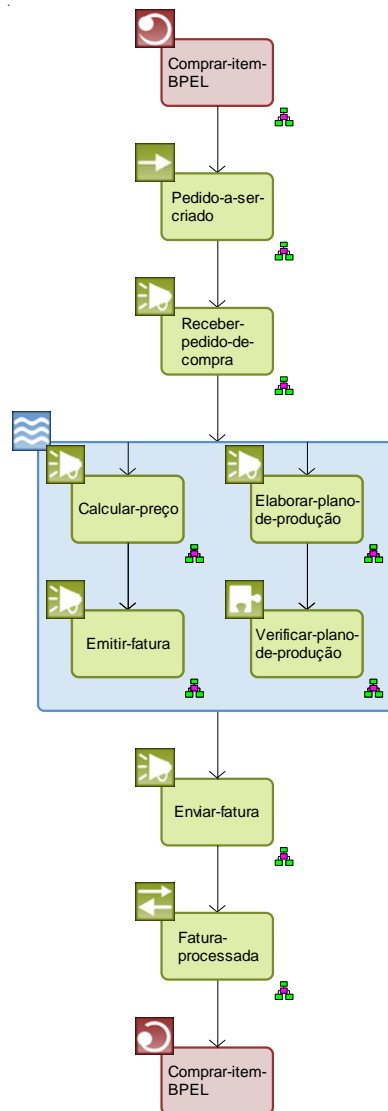 Comprar-item-
BPEL
Pedido-a-ser-
criado
Receber-
pedido-de-
compra
Calcular-preço
Elaborar-plano-
de-produção
Emitir-fatura
Verificar-plano-
de-produção
Enviar-fatura
Fatura-
processada
Comprar-item-
BPEL